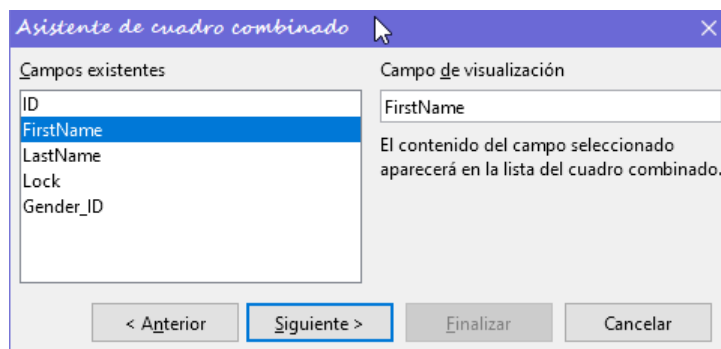 Asistente de cuadro combinado
Campos existentes
ID
FirstName
LastName
Lock
Gender_ID
Campo de visualización
FirstName
El contenido del campo seleccionado
aparecerá en la lista del cuadro combinado.
< Anterior
Siguiente >
Finalizar
Cancelar